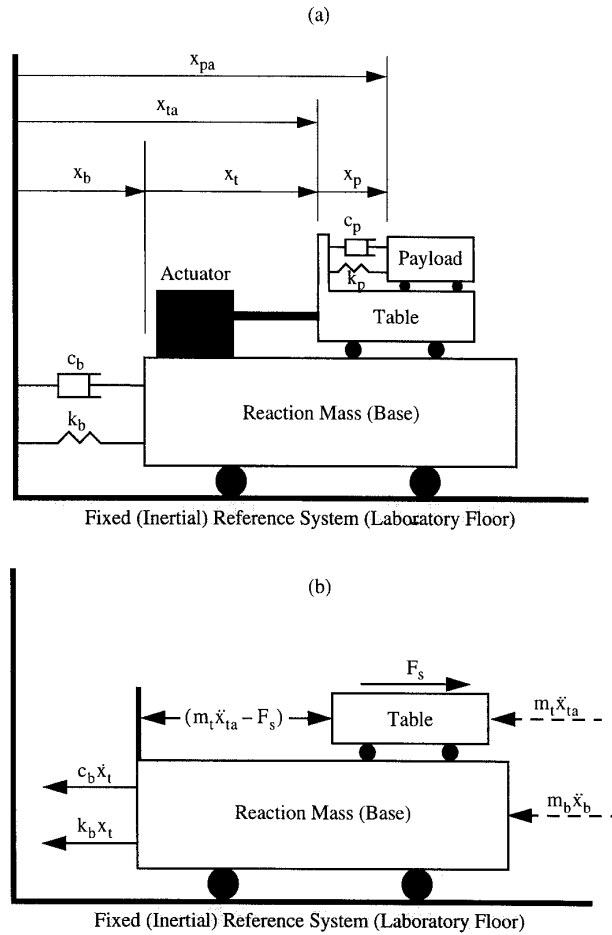 (a)
x_pa
x_ta
x_b x_t x_p
c_p
Payload
k_p
Actuator
Table
c_b
k_b
Reaction Mass (Base)
Fixed (Inertial) Reference System (Laboratory Floor)
(b)
F_s
(m_t ẍ_ta – F_s)
Table
m_t ẍ_ta
c_b ẋ_t
Reaction Mass (Base)
m_b ẍ_b
k_b x_t
Fixed (Inertial) Reference System (Laboratory Floor)